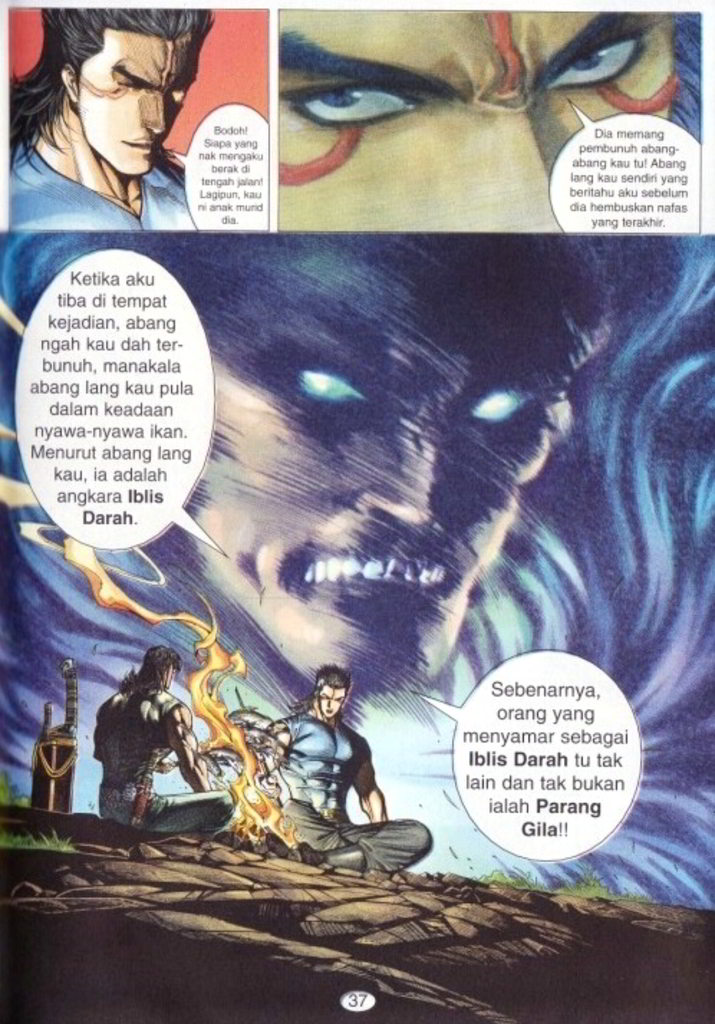 Bodoh!
Siapa yang
nak mengaku
berak di
tengah jalan!
Lagipun, kau
ni anak murid
dia.
Dia memang
pembunuh abang-
abang kau tu! Abang
lang kau sendiri yang
beritahu aku sebelum
dia hembuskan nafas
yang terakhir.
Ketika aku
tiba di tempat
kejadian, abang
ngah kau dah ter-
bunuh, manakala
abang lang kau pula
dalam keadaan
nyawa-nyawa ikan.
Menurut abang lang
kau, ia adalah
angkara Iblis
Darah.
Sebenarnya,
orang yang
menyamar sebagai
Iblis Darah tu tak
lain dan tak bukan
ialah Parang
Gila!!
37